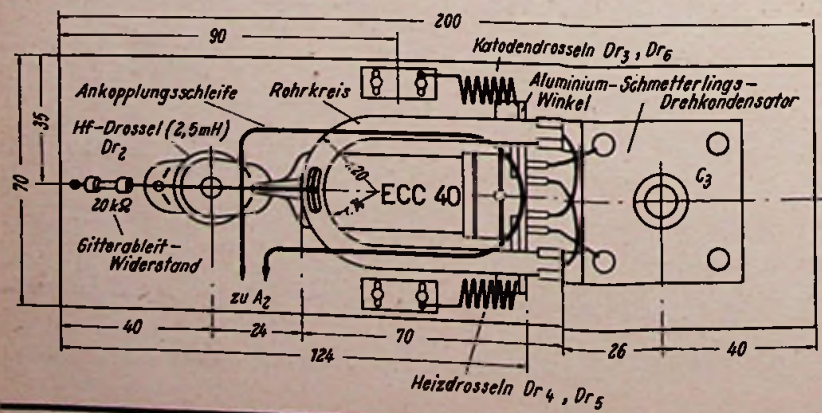 200
90
Katodendrosseln Dr3, Dr6
Ankopplungsschleife
Rohrkreis
Aluminium-Schmetterlings-
Winkel
Drehkondensator
35
Hf-Drossel (2,5mH)
Dr2
70
20
ECC 40
14
C3
20kΩ
Gitterableit-
Widerstand
zu A2
40
24
70
26
40
124
Heizdrosseln Dr4, Dr5